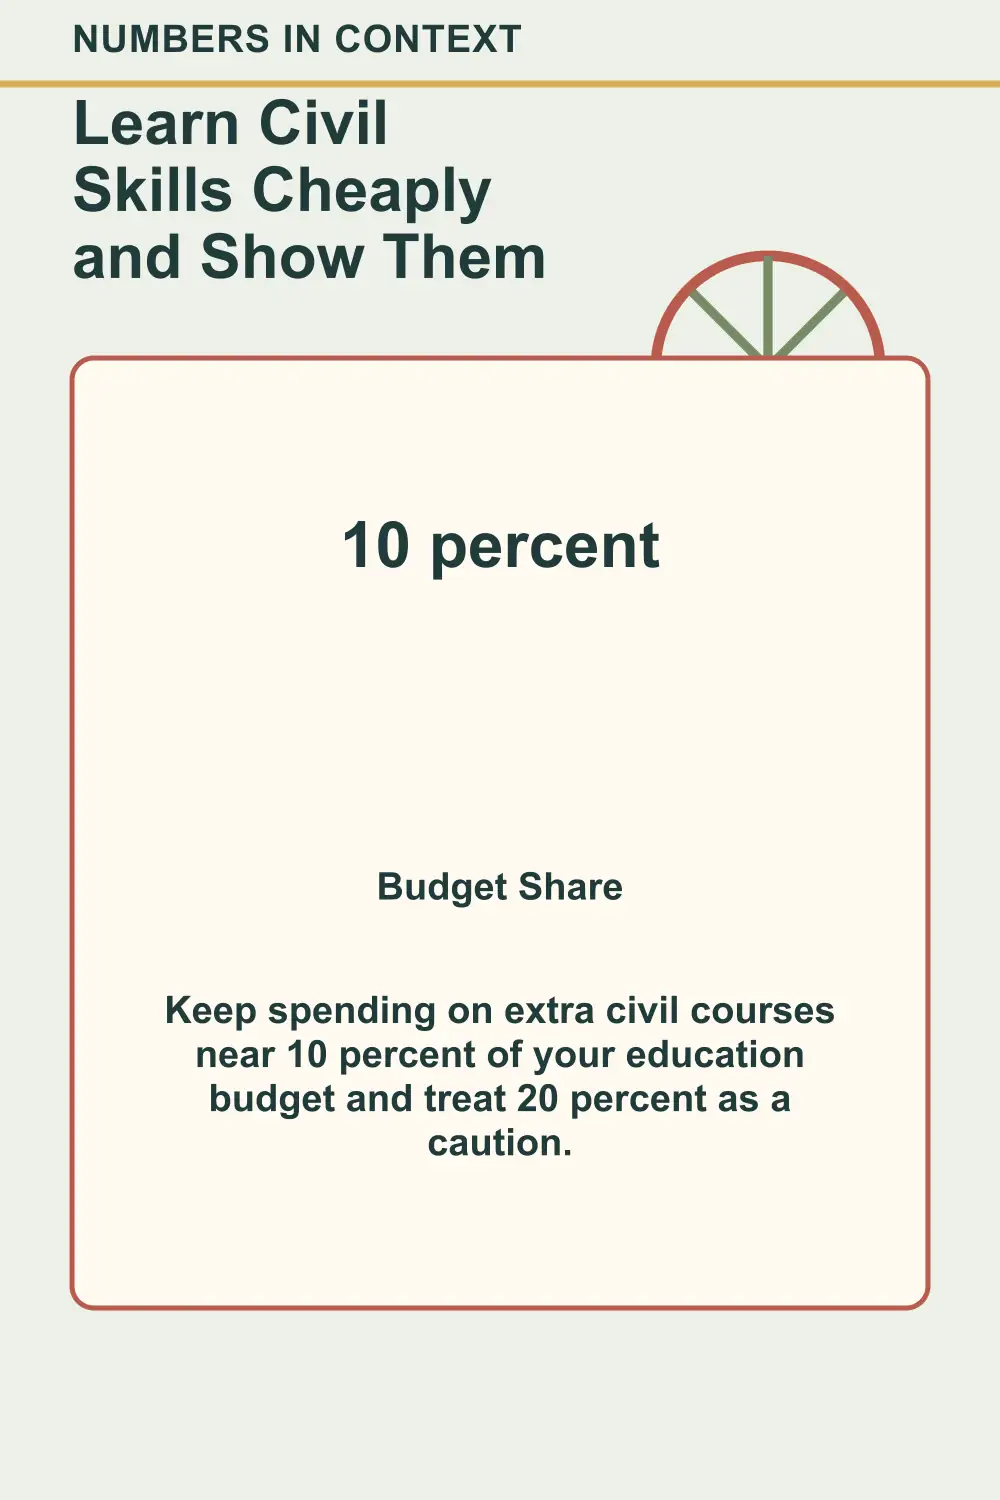 NUMBERS IN CONTEXT
Learn Civil
Skills Cheaply
and Show Them
10 percent
Budget Share
Keep spending on extra civil courses
near 10 percent of your education
budget and treat 20 percent as a
caution.